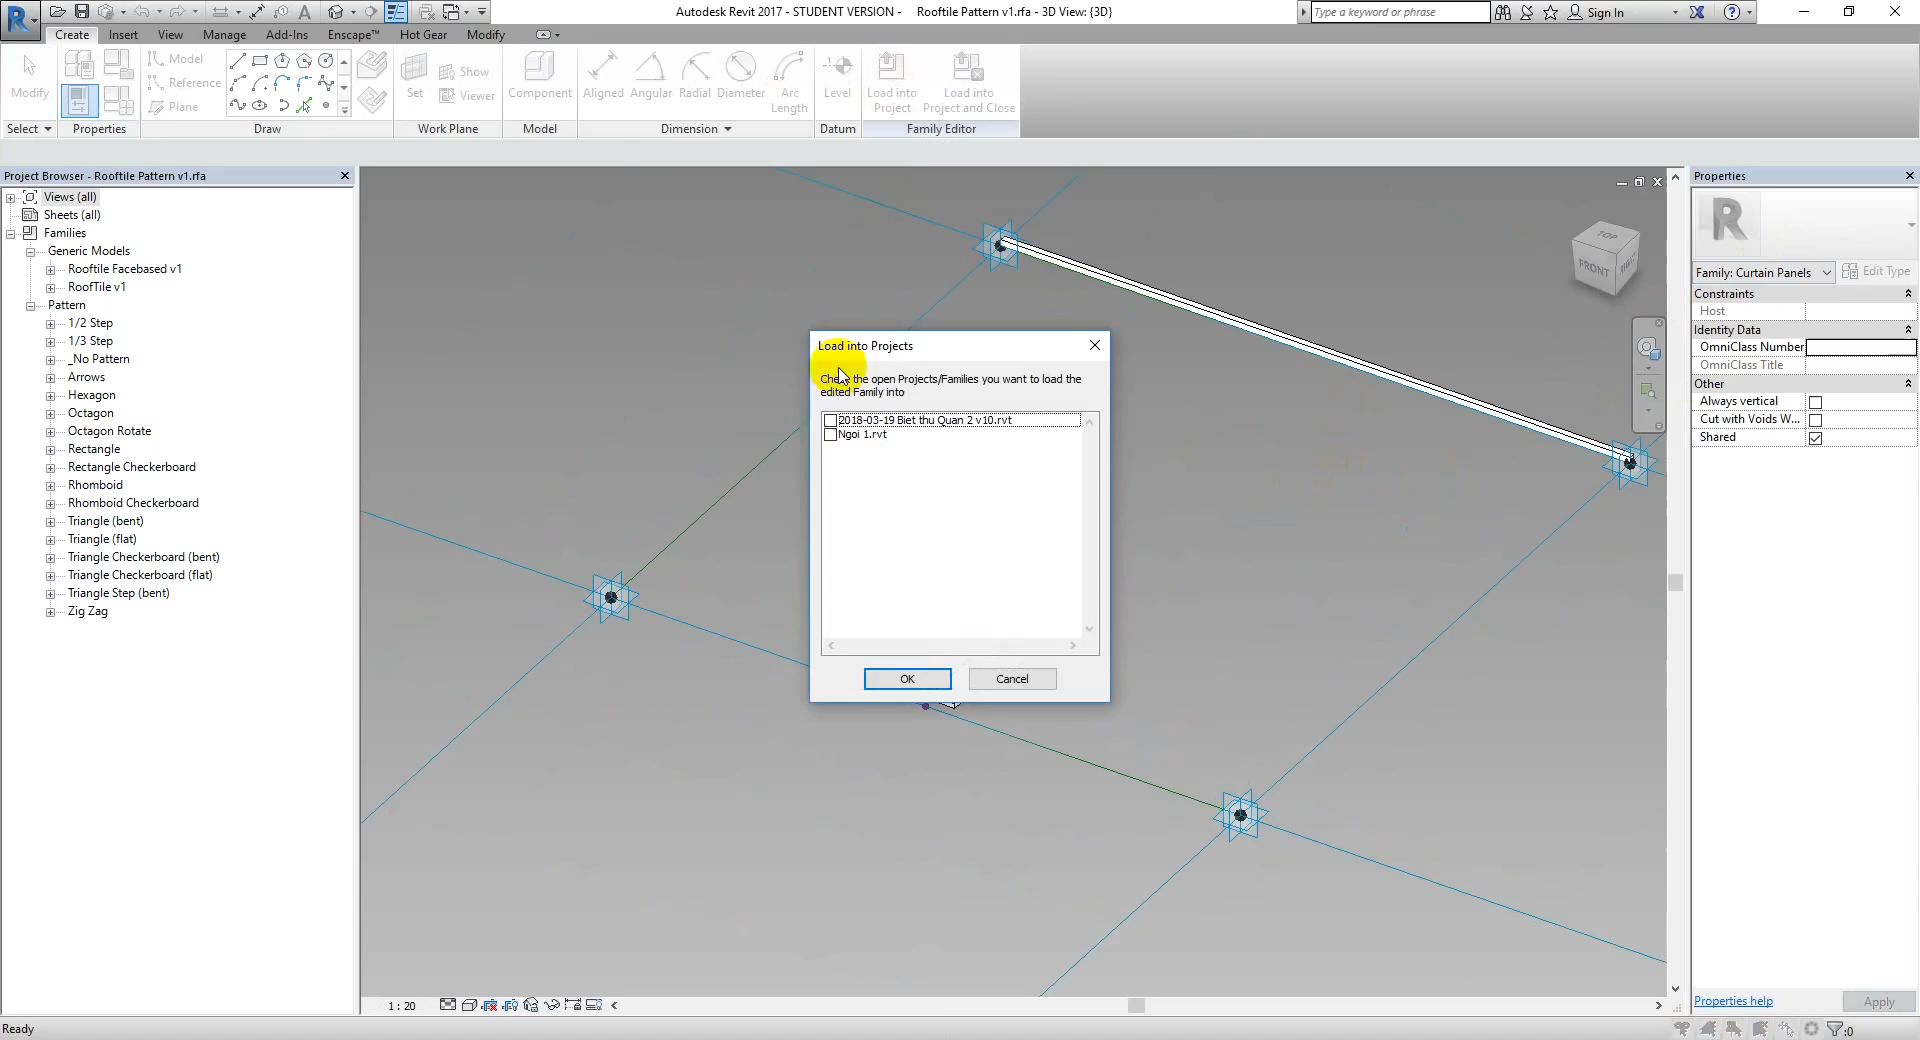 Autodesk Revit 2017 - STUDENT VERSION - Rooftile Pattern v1.rfa - 3D View: {3D}
Type a keyword or phrase
Sign In
Create Insert View Manage Add-Ins Enscape™ Hot Gear Modify
Modify
Model
Reference
Plane
Set
Show
Viewer
Component
Aligned Angular Radial Diameter Arc Length
Level
Load into Project
Load into Project and Close
Select Properties Draw Work Plane Model Dimension Datum Family Editor
Project Browser - Rooftile Pattern v1.rfa
Views (all)
Sheets (all)
Families
Generic Models
Rooftile Facebased v1
RoofTile v1
Pattern
1/2 Step
1/3 Step
_No Pattern
Arrows
Hexagon
Octagon
Octagon Rotate
Rectangle
Rectangle Checkerboard
Rhomboid
Rhomboid Checkerboard
Triangle (bent)
Triangle (flat)
Triangle Checkerboard (bent)
Triangle Checkerboard (flat)
Triangle Step (bent)
Zig Zag
TOP
FRONT
Load into Projects
the open Projects/Families you want to load the
edited Family into
2018-03-19 Biet thu Quan 2 v10.rvt
Ngoi 1.rvt
OK Cancel
Properties
R
Family: Curtain Panels
Edit Type
Constraints
Host
Identity Data
OmniClass Number
OmniClass Title
Other
Always vertical
Cut with Voids W...
Shared
Properties help
Apply
1 : 20
Ready
:0